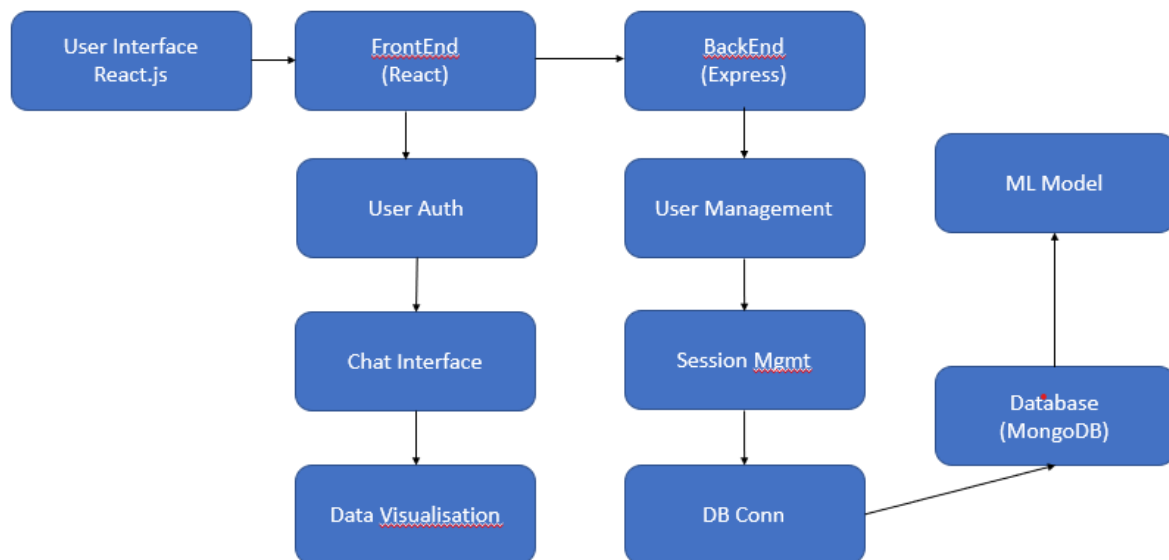 User Interface
React.js
FrontEnd
(React)
BackEnd
(Express)
User Auth
User Management
ML Model
Chat Interface
Session Mgmt
Database
(MongoDB)
Data Visualisation
DB Conn